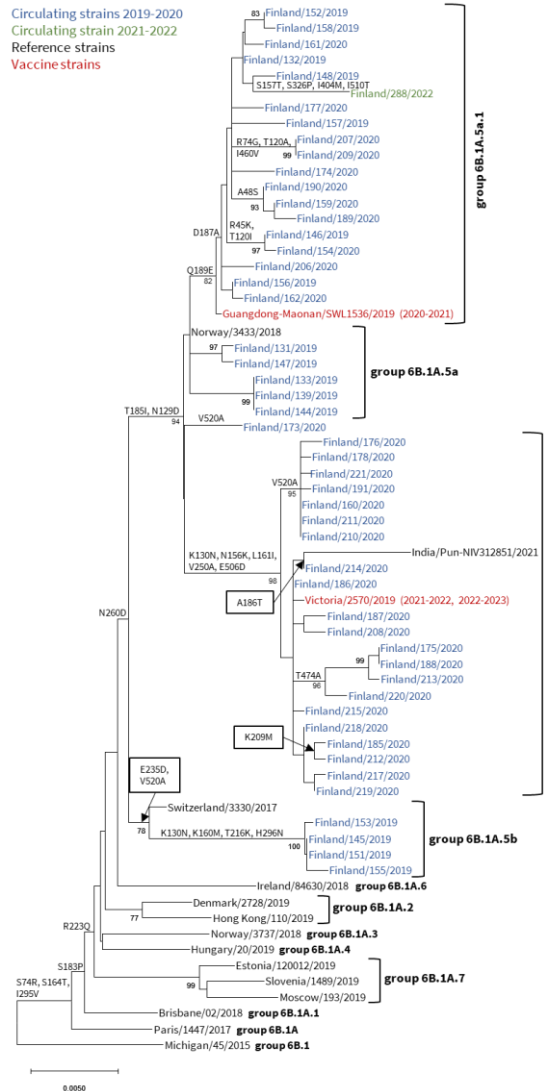 Circulating strains 2019-2020
Circulating strains 2021-2022
Reference strains
Vaccine strains
83
Finland/152/2019
Finland/158/2019
Finland/161/2020
Finland/132/2019
Finland/148/2019
S157T, S326P, I404M, I510T
Finland/288/2022
Finland/177/2020
Finland/157/2019
R74G, T120A,
I460V
99
Finland/207/2020
Finland/209/2020
Finland/174/2020
A48S
93
Finland/190/2020
Finland/159/2020
Finland/189/2020
R45K,
T120I
97
Finland/146/2019
Finland/154/2020
D187A
Finland/206/2020
Q189E
82
Finland/156/2019
Finland/162/2020
Guangdong-Maonan/SWL1536/2019 (2020-2021)
group 6B.1A.5a.1
Norway/3433/2018
97
Finland/131/2019
Finland/147/2019
99
Finland/133/2019
Finland/139/2019
Finland/144/2019
group 6B.1A.5a
T185I, N129D
94
V520A
Finland/173/2020
Finland/176/2020
Finland/178/2020
Finland/221/2020
V520A
95
Finland/191/2020
Finland/160/2020
Finland/211/2020
Finland/210/2020
K130N, N156K, L161I,
V250A, E506D
90
India/Pun-NIV312851/2021
Finland/214/2020
Finland/186/2020
A186T
Victoria/2570/2019 (2021-2022, 2022-2023)
Finland/187/2020
Finland/208/2020
N260D
T474A
96
99
Finland/175/2020
Finland/188/2020
Finland/213/2020
Finland/220/2020
Finland/215/2020
Finland/218/2020
K209M
Finland/185/2020
Finland/212/2020
Finland/217/2020
Finland/219/2020
E235D,
V520A
78
Switzerland/3330/2017
K130N, K160M, T216K, H296N
100
Finland/153/2019
Finland/145/2019
Finland/151/2019
Finland/155/2019
group 6B.1A.5b
Ireland/84630/2018 group 6B.1A.6
77
Denmark/2728/2019
Hong Kong/110/2019
group 6B.1A.2
R223Q
Norway/3737/2018 group 6B.1A.3
Hungary/20/2019 group 6B.1A.4
S183P
99
Estonia/120012/2019
Slovenia/1489/2019
Moscow/193/2019
group 6B.1A.7
S74R, S164T,
I295V
Brisbane/02/2018 group 6B.1A.1
Paris/1447/2017 group 6B.1A
Michigan/45/2015 group 6B.1
0.0050